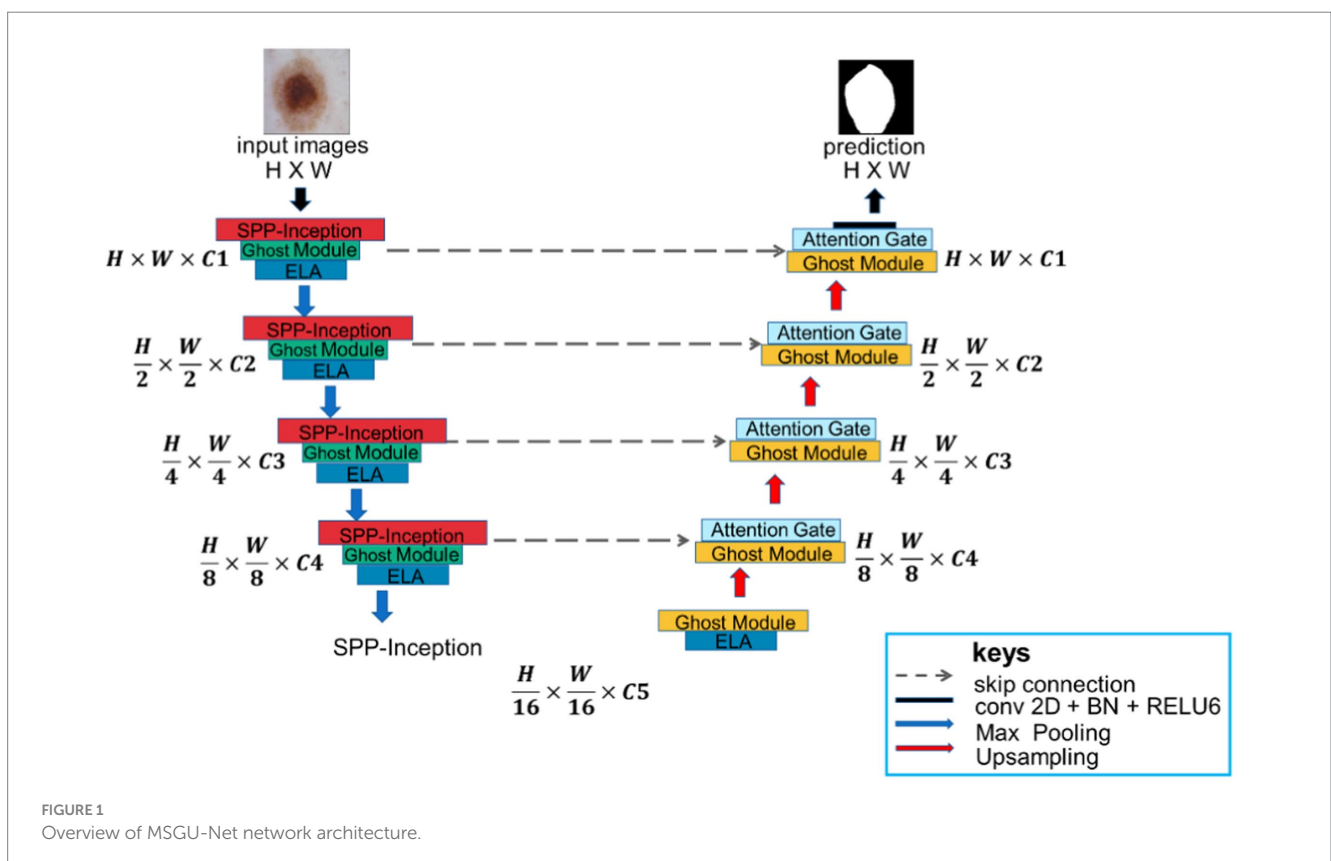 input images
H X W
prediction
H X W
SPP-Inception
Ghost Module
ELA
H × W × C1
Attention Gate
Ghost Module
H × W × C1
SPP-Inception
Ghost Module
ELA
H/2 × W/2 × C2
Attention Gate
Ghost Module
H/2 × W/2 × C2
SPP-Inception
Ghost Module
ELA
H/4 × W/4 × C3
Attention Gate
Ghost Module
H/4 × W/4 × C3
SPP-Inception
Ghost Module
ELA
H/8 × W/8 × C4
Attention Gate
Ghost Module
H/8 × W/8 × C4
SPP-Inception
Ghost Module
ELA
H/16 × W/16 × C5
keys
skip connection
conv 2D + BN + RELU6
Max Pooling
Upsampling
FIGURE 1
Overview of MSGU-Net network architecture.